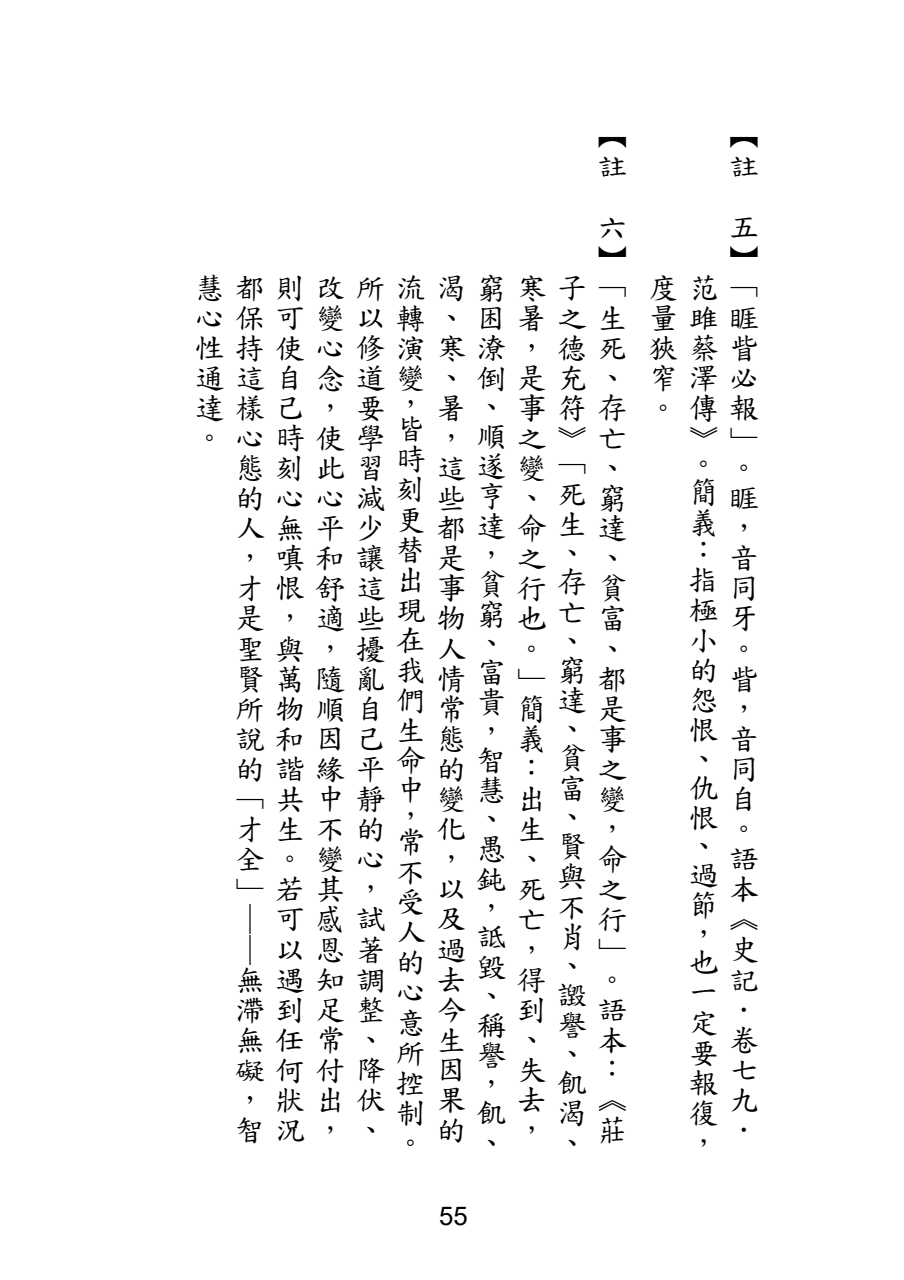 【註　五】「睚眥必報」。睚，音同牙。眥，音同自。語本《史記．卷七九．
范雎蔡澤傳》。簡義：指極小的怨恨、仇恨、過節，也一定要報復，
度量狹窄。
【註　六】「生死、存亡、窮達、貧富、都是事之變，命之行」。語本：《莊
子之德充符》「死生、存亡、窮達、貧富、賢與不肖、譭譽、飢渴、
寒暑，是事之變、命之行也。」簡義：出生、死亡，得到、失去，
窮困潦倒、順遂亨達，貧窮、富貴，智慧、愚鈍，詆毀、稱譽，飢、
渴、寒、暑，這些都是事物人情常態的變化，以及過去今生因果的
流轉演變，皆時刻更替出現在我們生命中，常不受人的心意所控制。
所以修道要學習減少讓這些擾亂自己平靜的心，試著調整、降伏、
改變心念，使此心平和舒適，隨順因緣中不變其感恩知足常付出，
則可使自己時刻心無嗔恨，與萬物和諧共生。若可以遇到任何狀況
都保持這樣心態的人，才是聖賢所說的「才全」——無滯無礙，智
慧心性通達。
55